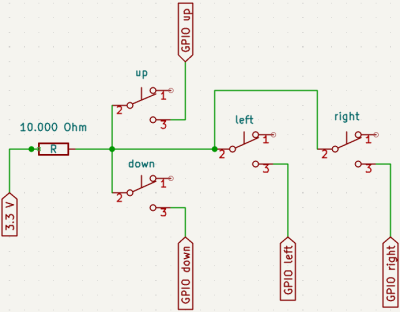 GPIO up
up
1
2
3
10.000 Ohm
R
left
1
2
3
right
1
2
3
down
1
2
3
3.3 V
GPIO down
GPIO left
GPIO right